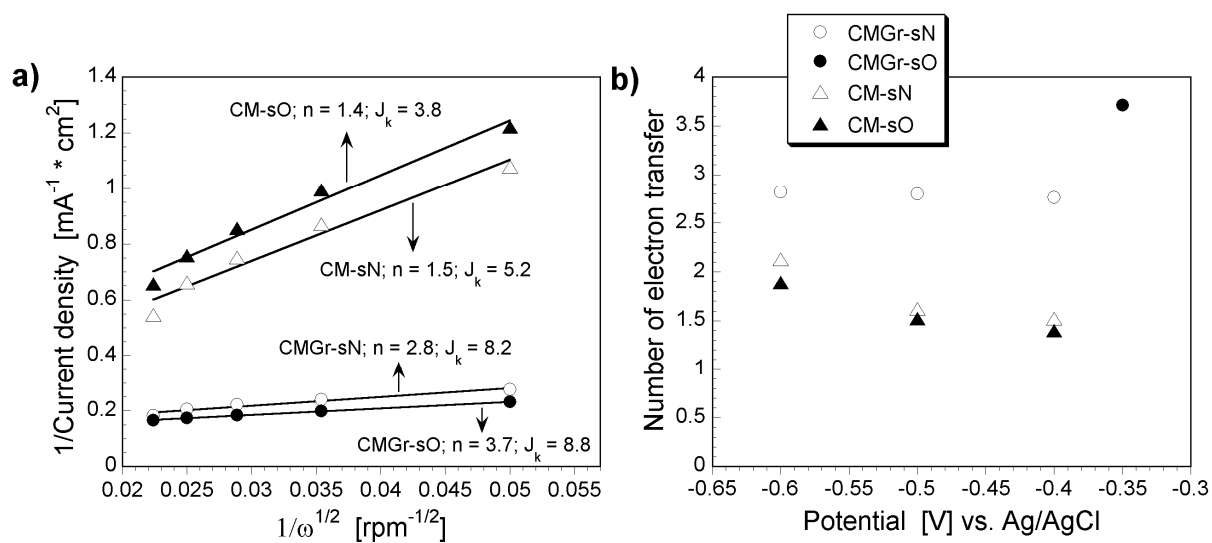 a)
1/Current density [mA⁻¹ * cm²)
1.4
1.2
1
0.8
0.6
0.4
0.2
0
CM-sO; n = 1.4; Jₖ = 3.8
CM-sN; n = 1.5; Jₖ = 5.2
CMGr-sN; n = 2.8; Jₖ = 8.2
CMGr-sO; n = 3.7; Jₖ = 8.8
0.02 0.025 0.03 0.035 0.04 0.045 0.05 0.055
1/ω^1/2 [rpm^-1/2]
CMGr-sN
CMGr-sO
CM-sN
CM-sO
b)
Number of electron transfer
4
3.5
3
2.5
2
1.5
1
0.5
0
-0.65 -0.6 -0.55 -0.5 -0.45 -0.4 -0.35 -0.3
Potential [V] vs. Ag/AgCl